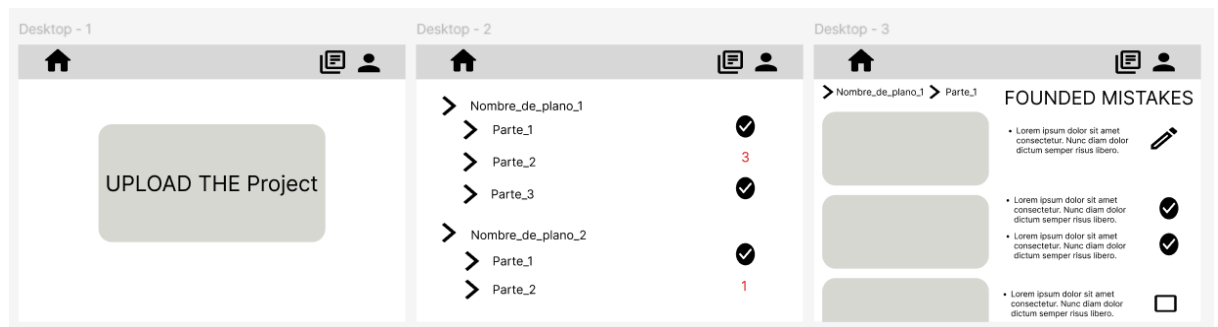 Desktop - 1
UPLOAD THE Project
Desktop - 2
Nombre_de_plano_1
Parte_1
Parte_2
3
Parte_3
Nombre_de_plano_2
Parte_1
Parte_2
1
Desktop - 3
Nombre_de_plano_1 Parte_1
FOUNDED MISTAKES
• Lorem ipsum dolor sit amet
consectetur. Nunc diam dolor
dictum semper risus libero.
• Lorem ipsum dolor sit amet
consectetur. Nunc diam dolor
dictum semper risus libero.
• Lorem ipsum dolor sit amet
consectetur. Nunc diam dolor
dictum semper risus libero.
• Lorem ipsum dolor sit amet
consectetur. Nunc diam dolor
dictum semper risus libero.